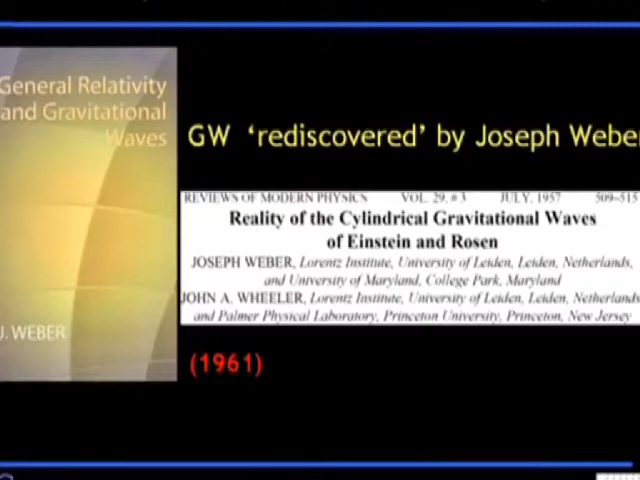 General Relativity
and Gravitational
Waves
J. WEBER
GW 'rediscovered' by Joseph Weber
REVIEWS OF MODERN PHYSICS VOL. 29, # 3 JULY, 1957 509–515
Reality of the Cylindrical Gravitational Waves
of Einstein and Rosen
JOSEPH WEBER, Lorentz Institute, University of Leiden, Leiden, Netherlands,
and University of Maryland, College Park, Maryland
JOHN A. WHEELER, Lorentz Institute, University of Leiden, Leiden, Netherlands
and Palmer Physical Laboratory, Princeton University, Princeton, New Jersey
(1961)